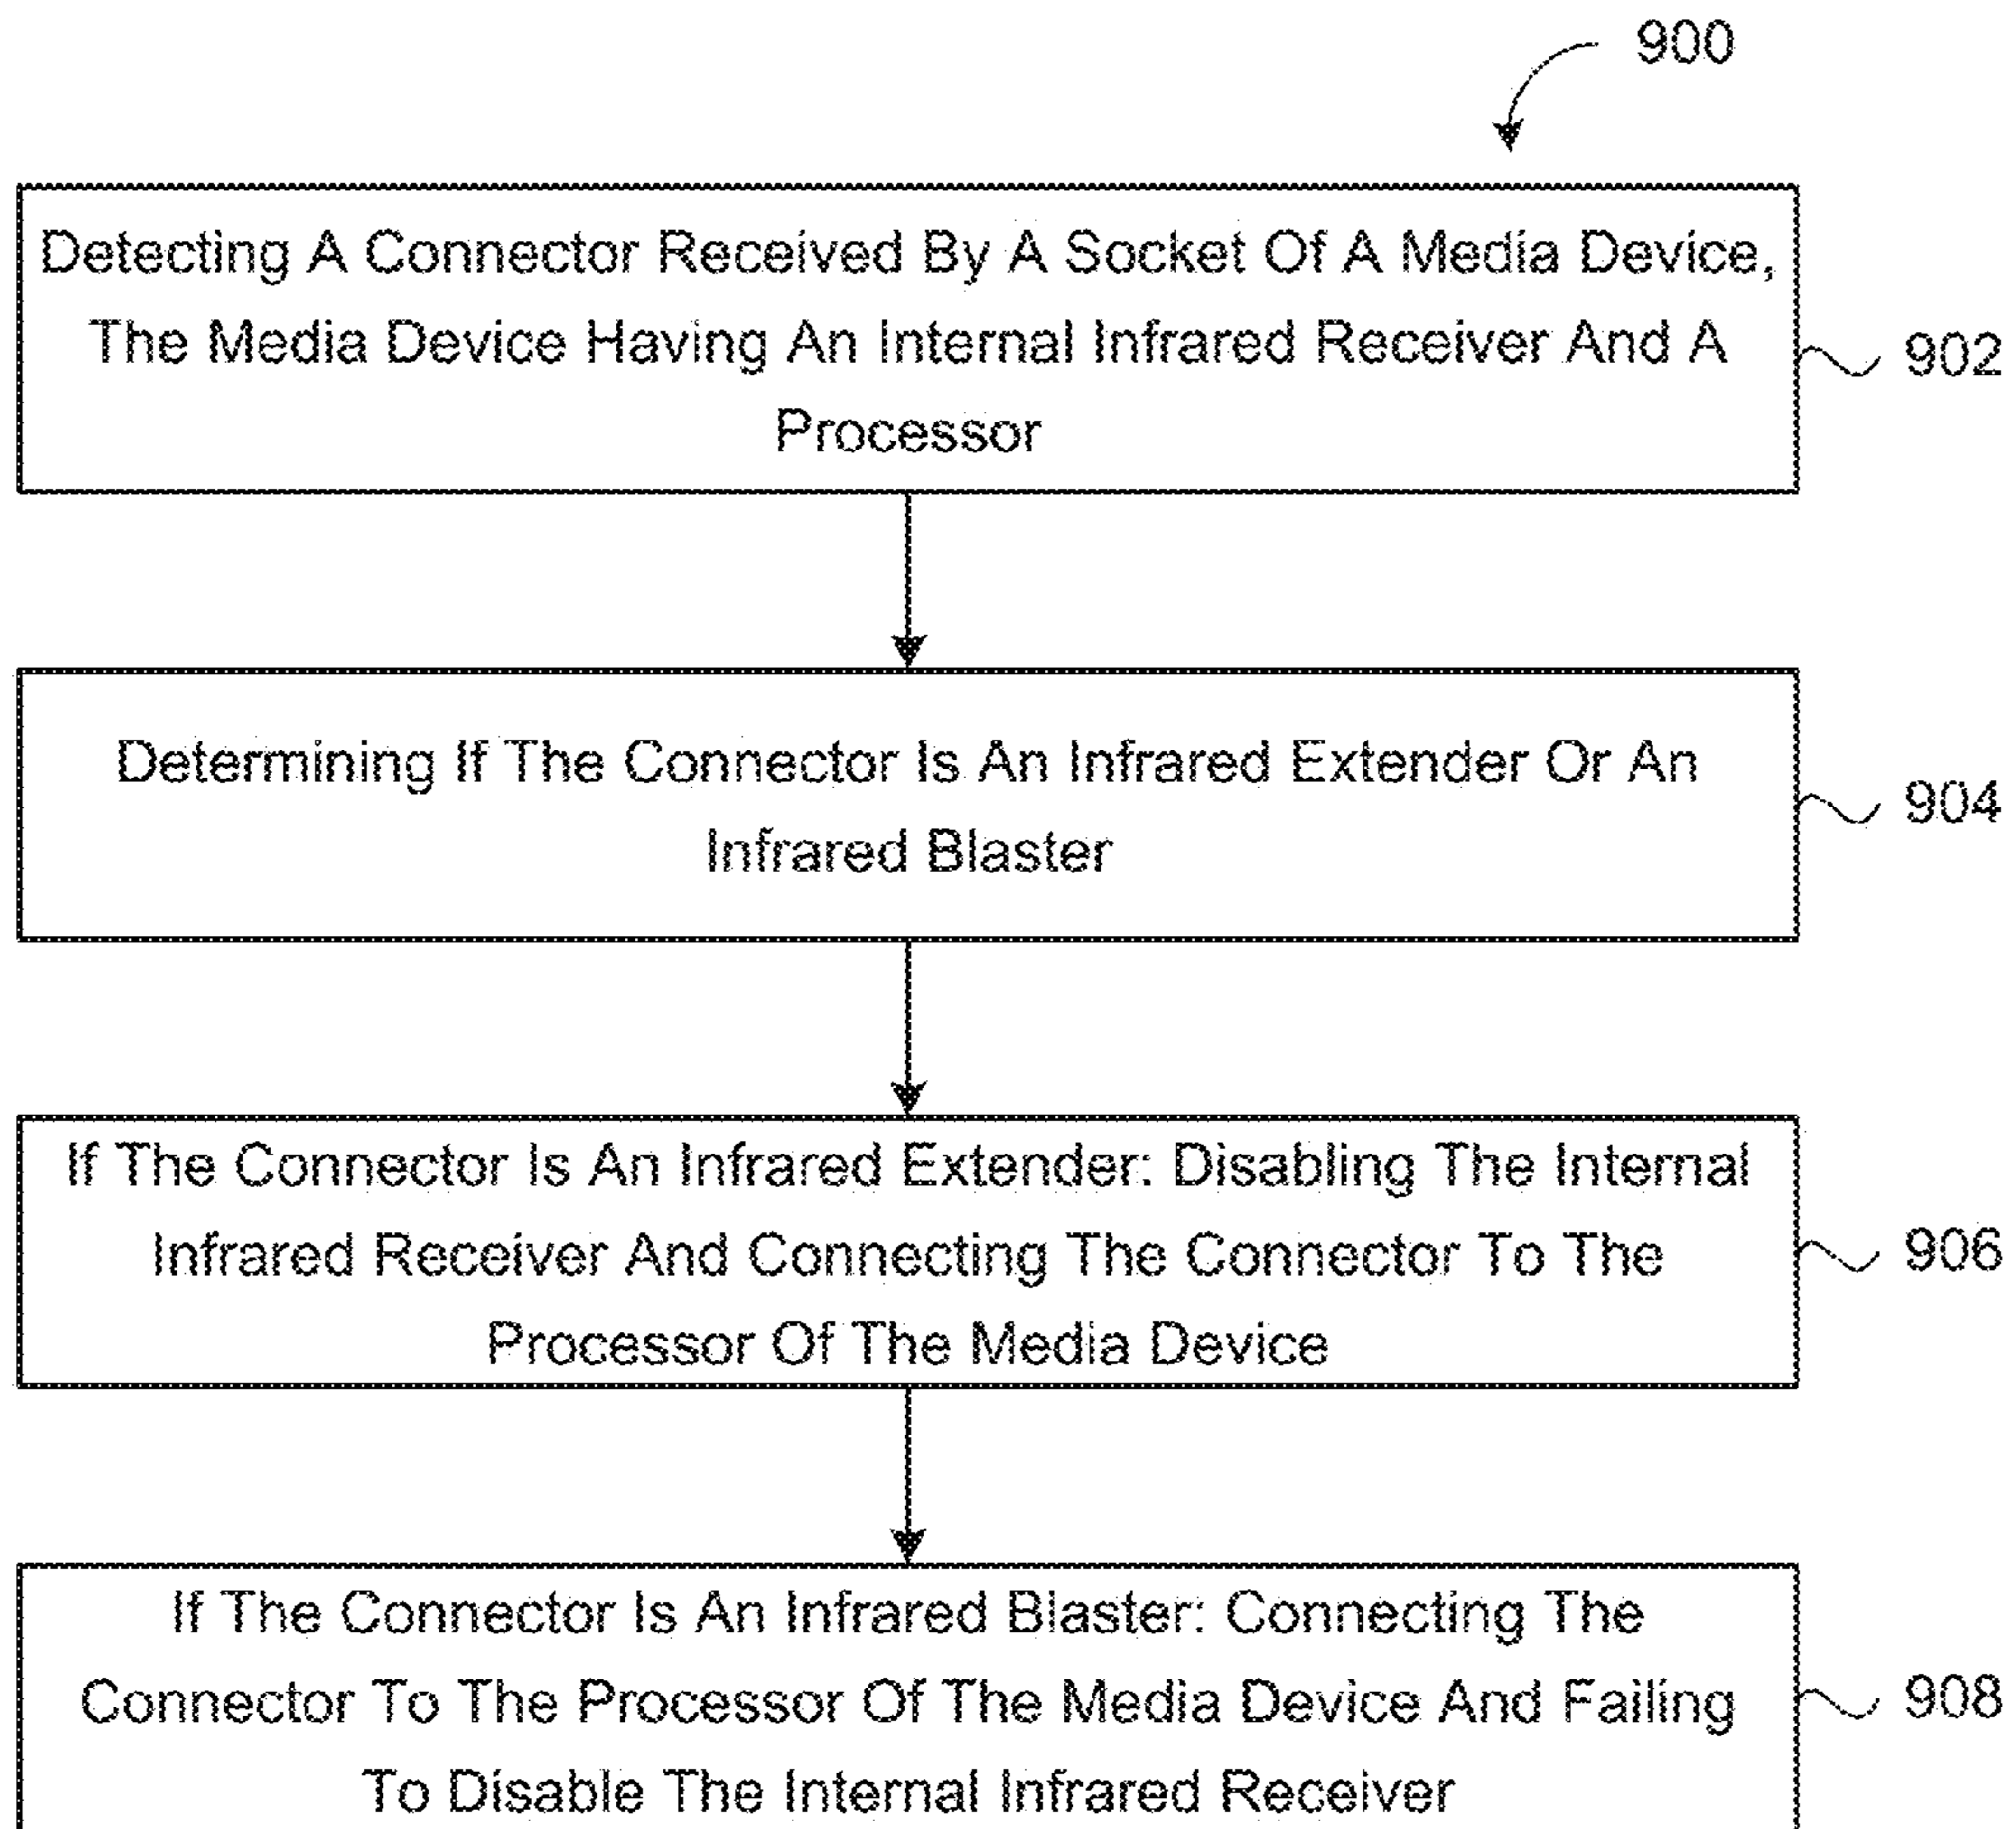 900
Detecting A Connector Received By A Socket Of A Media Device,
The Media Device Having An Internal Infrared Receiver And A
Processor
902
Determining If The Connector Is An Infrared Extender Or An
Infrared Blaster
904
If The Connector Is An Infrared Extender: Disabling The Internal
Infrared Receiver And Connecting The Connector To The
Processor Of The Media Device
906
If The Connector Is An Infrared Blaster: Connecting The
Connector To The Processor Of The Media Device And Failing
To Disable The Internal Infrared Receiver
908